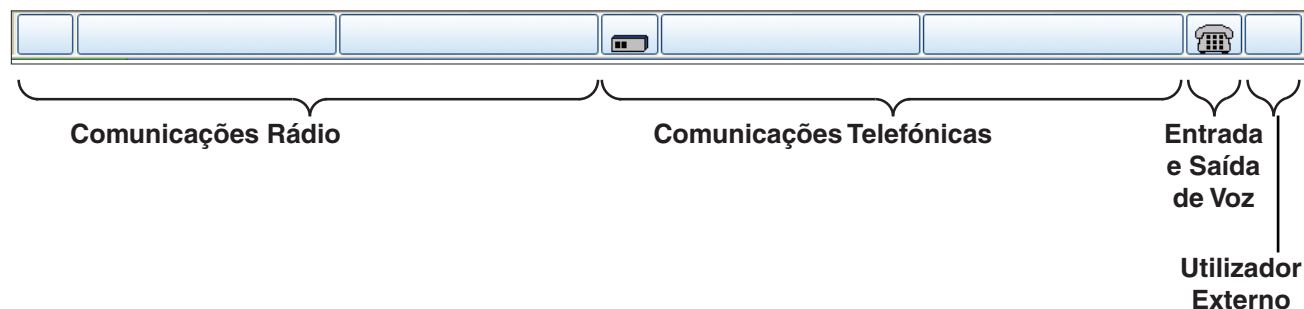 Comunicações Rádio
Comunicações Telefónicas
Entrada
e Saída
de Voz
Utilizador
Externo